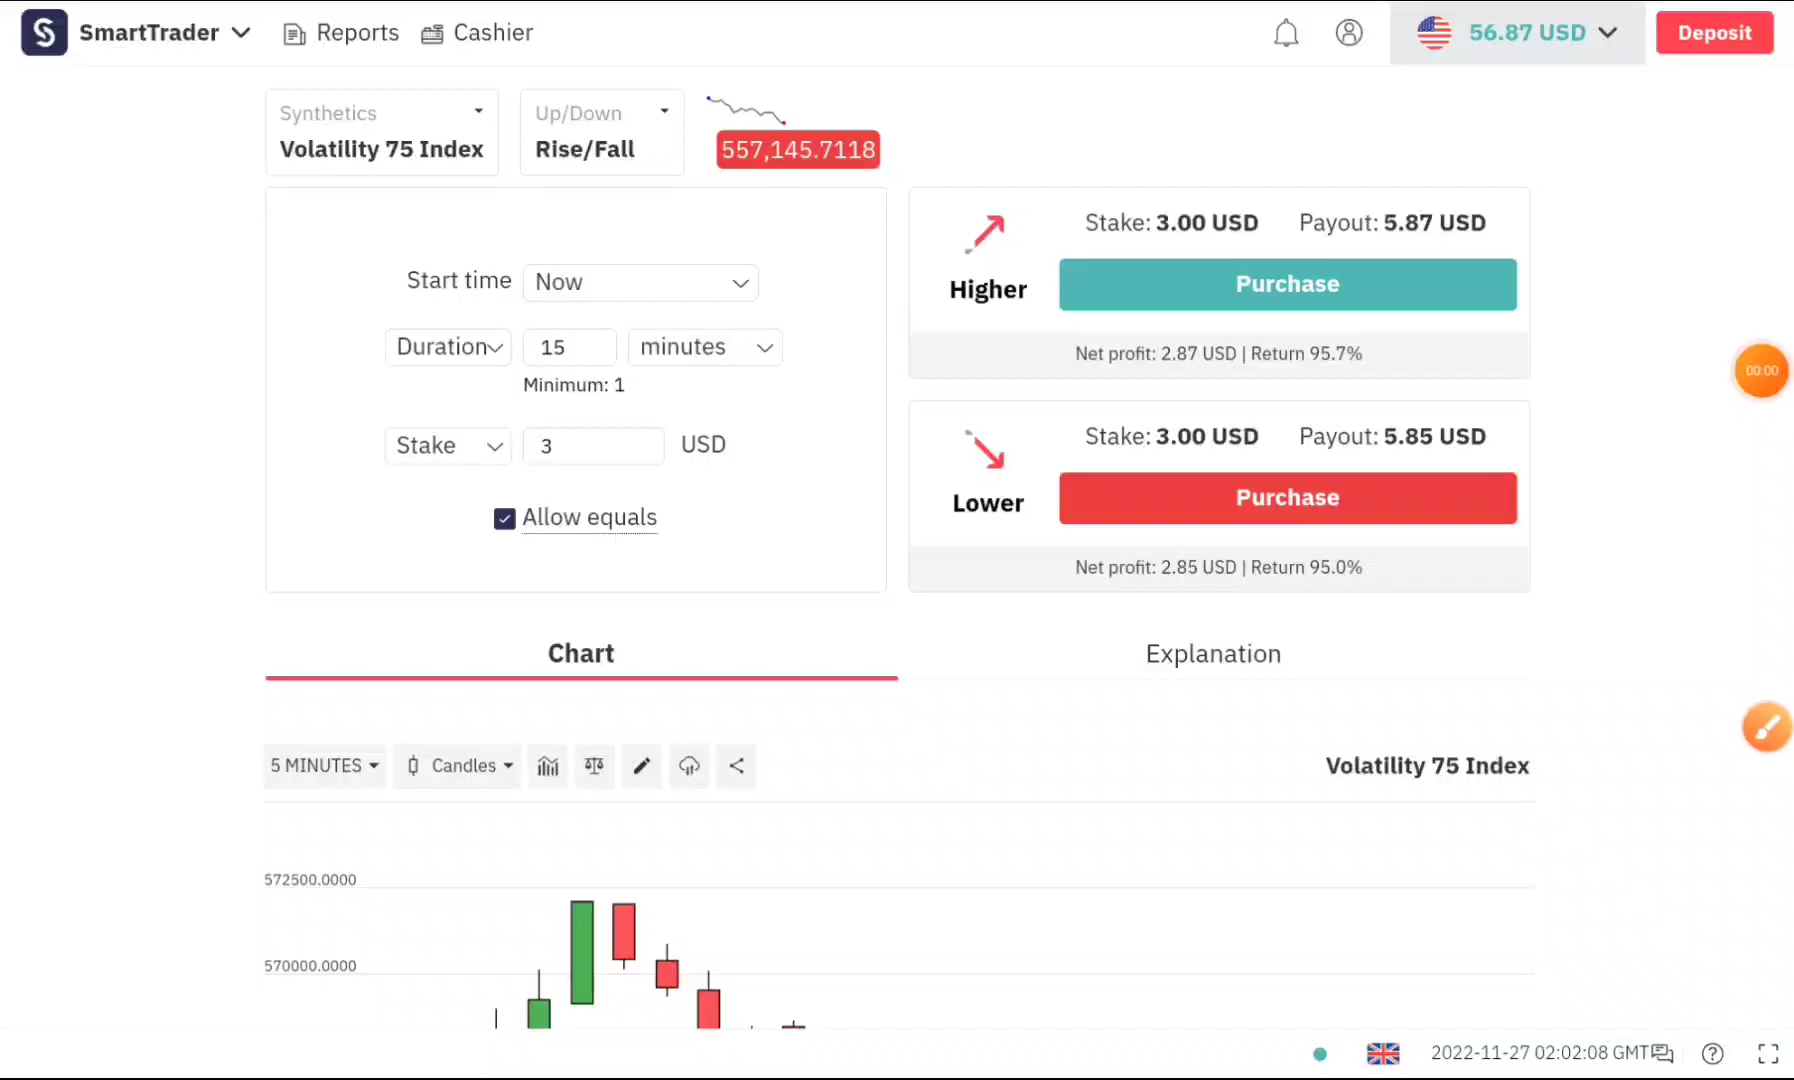 SmartTrader Reports Cashier 56.87 USD Deposit
Synthetics
Volatility 75 Index
Up/Down
Rise/Fall
557,145.7118
Start time Now
Duration 15 minutes
Minimum: 1
Stake 3 USD
Allow equals
Higher
Stake: 3.00 USD Payout: 5.87 USD
Purchase
Net profit: 2.87 USD | Return 95.7%
Lower
Stake: 3.00 USD Payout: 5.85 USD
Purchase
Net profit: 2.85 USD | Return 95.0%
00:00
Chart Explanation
5 MINUTES Candles Volatility 75 Index
572500.0000
570000.0000
2022-11-27 02:02:08 GMT